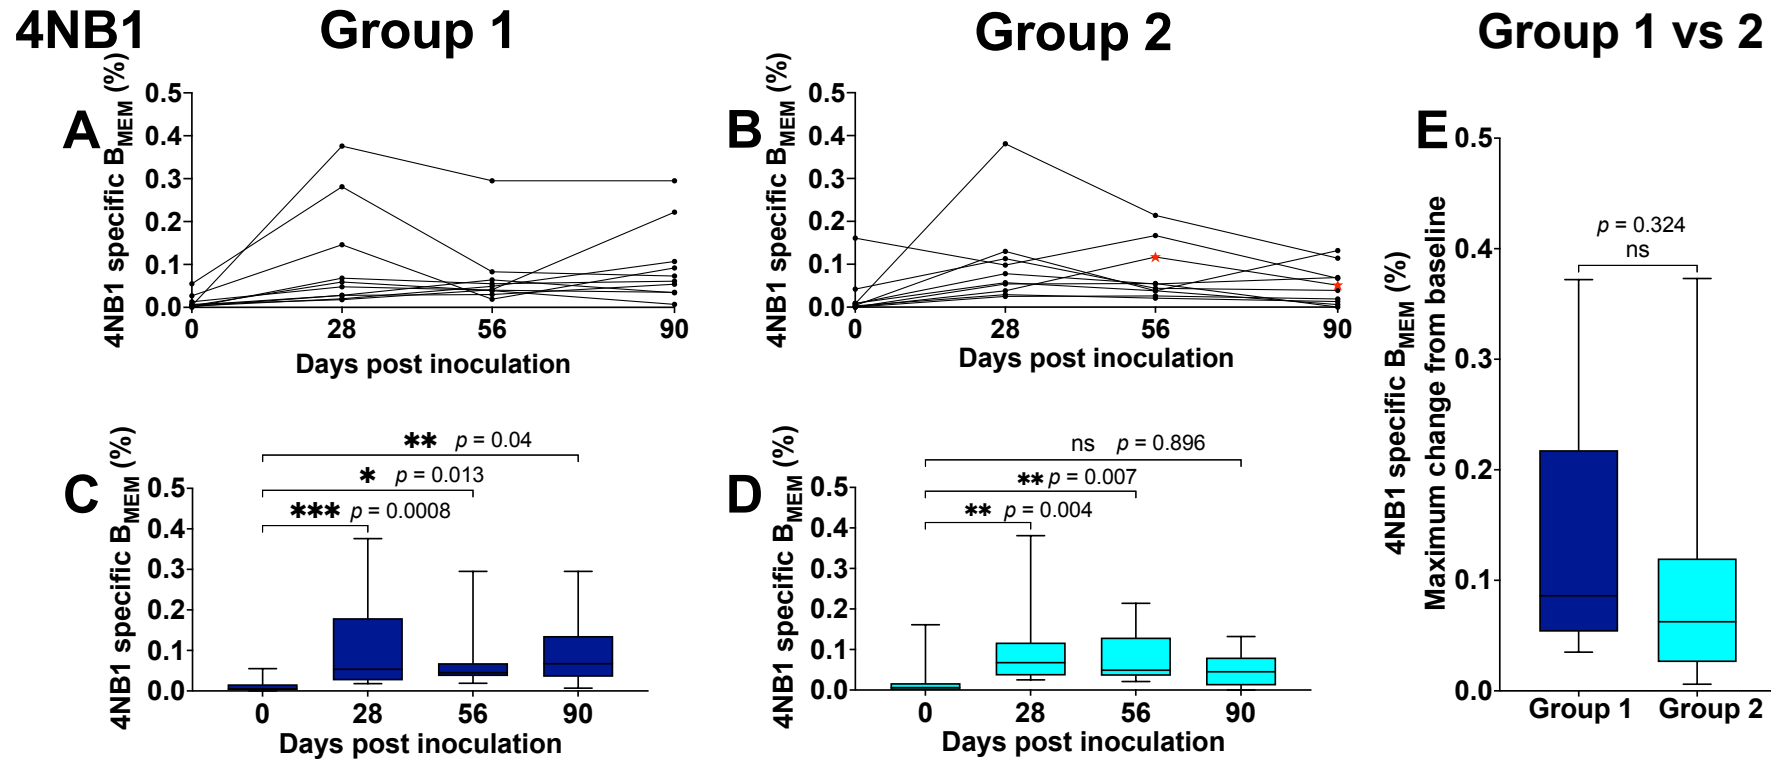 4NB1
Group 1
Group 2
Group 1 vs 2
A
4NB1 specific BMEM (%)
0.5
0.4
0.3
0.2
0.1
0.0
0 28 56 90
Days post inoculation
B
4NB1 specific BMEM (%)
0.5
0.4
0.3
0.2
0.1
0.0
0 28 56 90
Days post inoculation
C
4NB1 specific BMEM (%)
** p = 0.04
* p = 0.013
*** p = 0.0008
0.5
0.4
0.3
0.2
0.1
0.0
0 28 56 90
Days post inoculation
D
4NB1 specific BMEM (%)
ns p = 0.896
** p = 0.007
** p = 0.004
0.5
0.4
0.3
0.2
0.1
0.0
0 28 56 90
Days post inoculation
E
4NB1 specific BMEM (%)
Maximum change from baseline
p = 0.324
ns
0.5
0.4
0.3
0.2
0.1
0.0
Group 1 Group 2